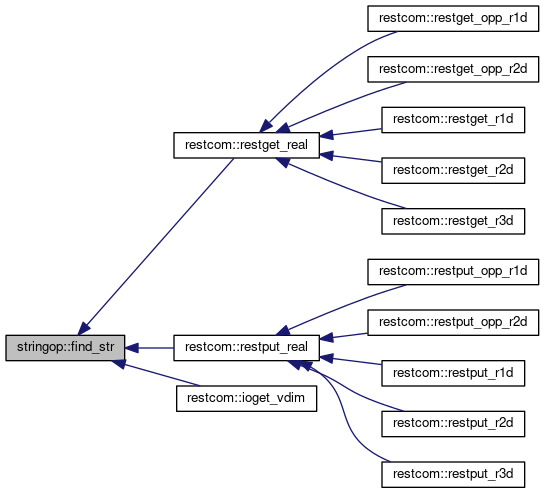 restcom::restget_opp_r1d
restcom::restget_opp_r2d
restcom::restget_r1d
restcom::restget_real
restcom::restget_r2d
restcom::restget_r3d
restcom::restput_opp_r1d
restcom::restput_opp_r2d
stringop::find_str
restcom::restput_real
restcom::restput_r1d
restcom::ioget_vdim
restcom::restput_r2d
restcom::restput_r3d